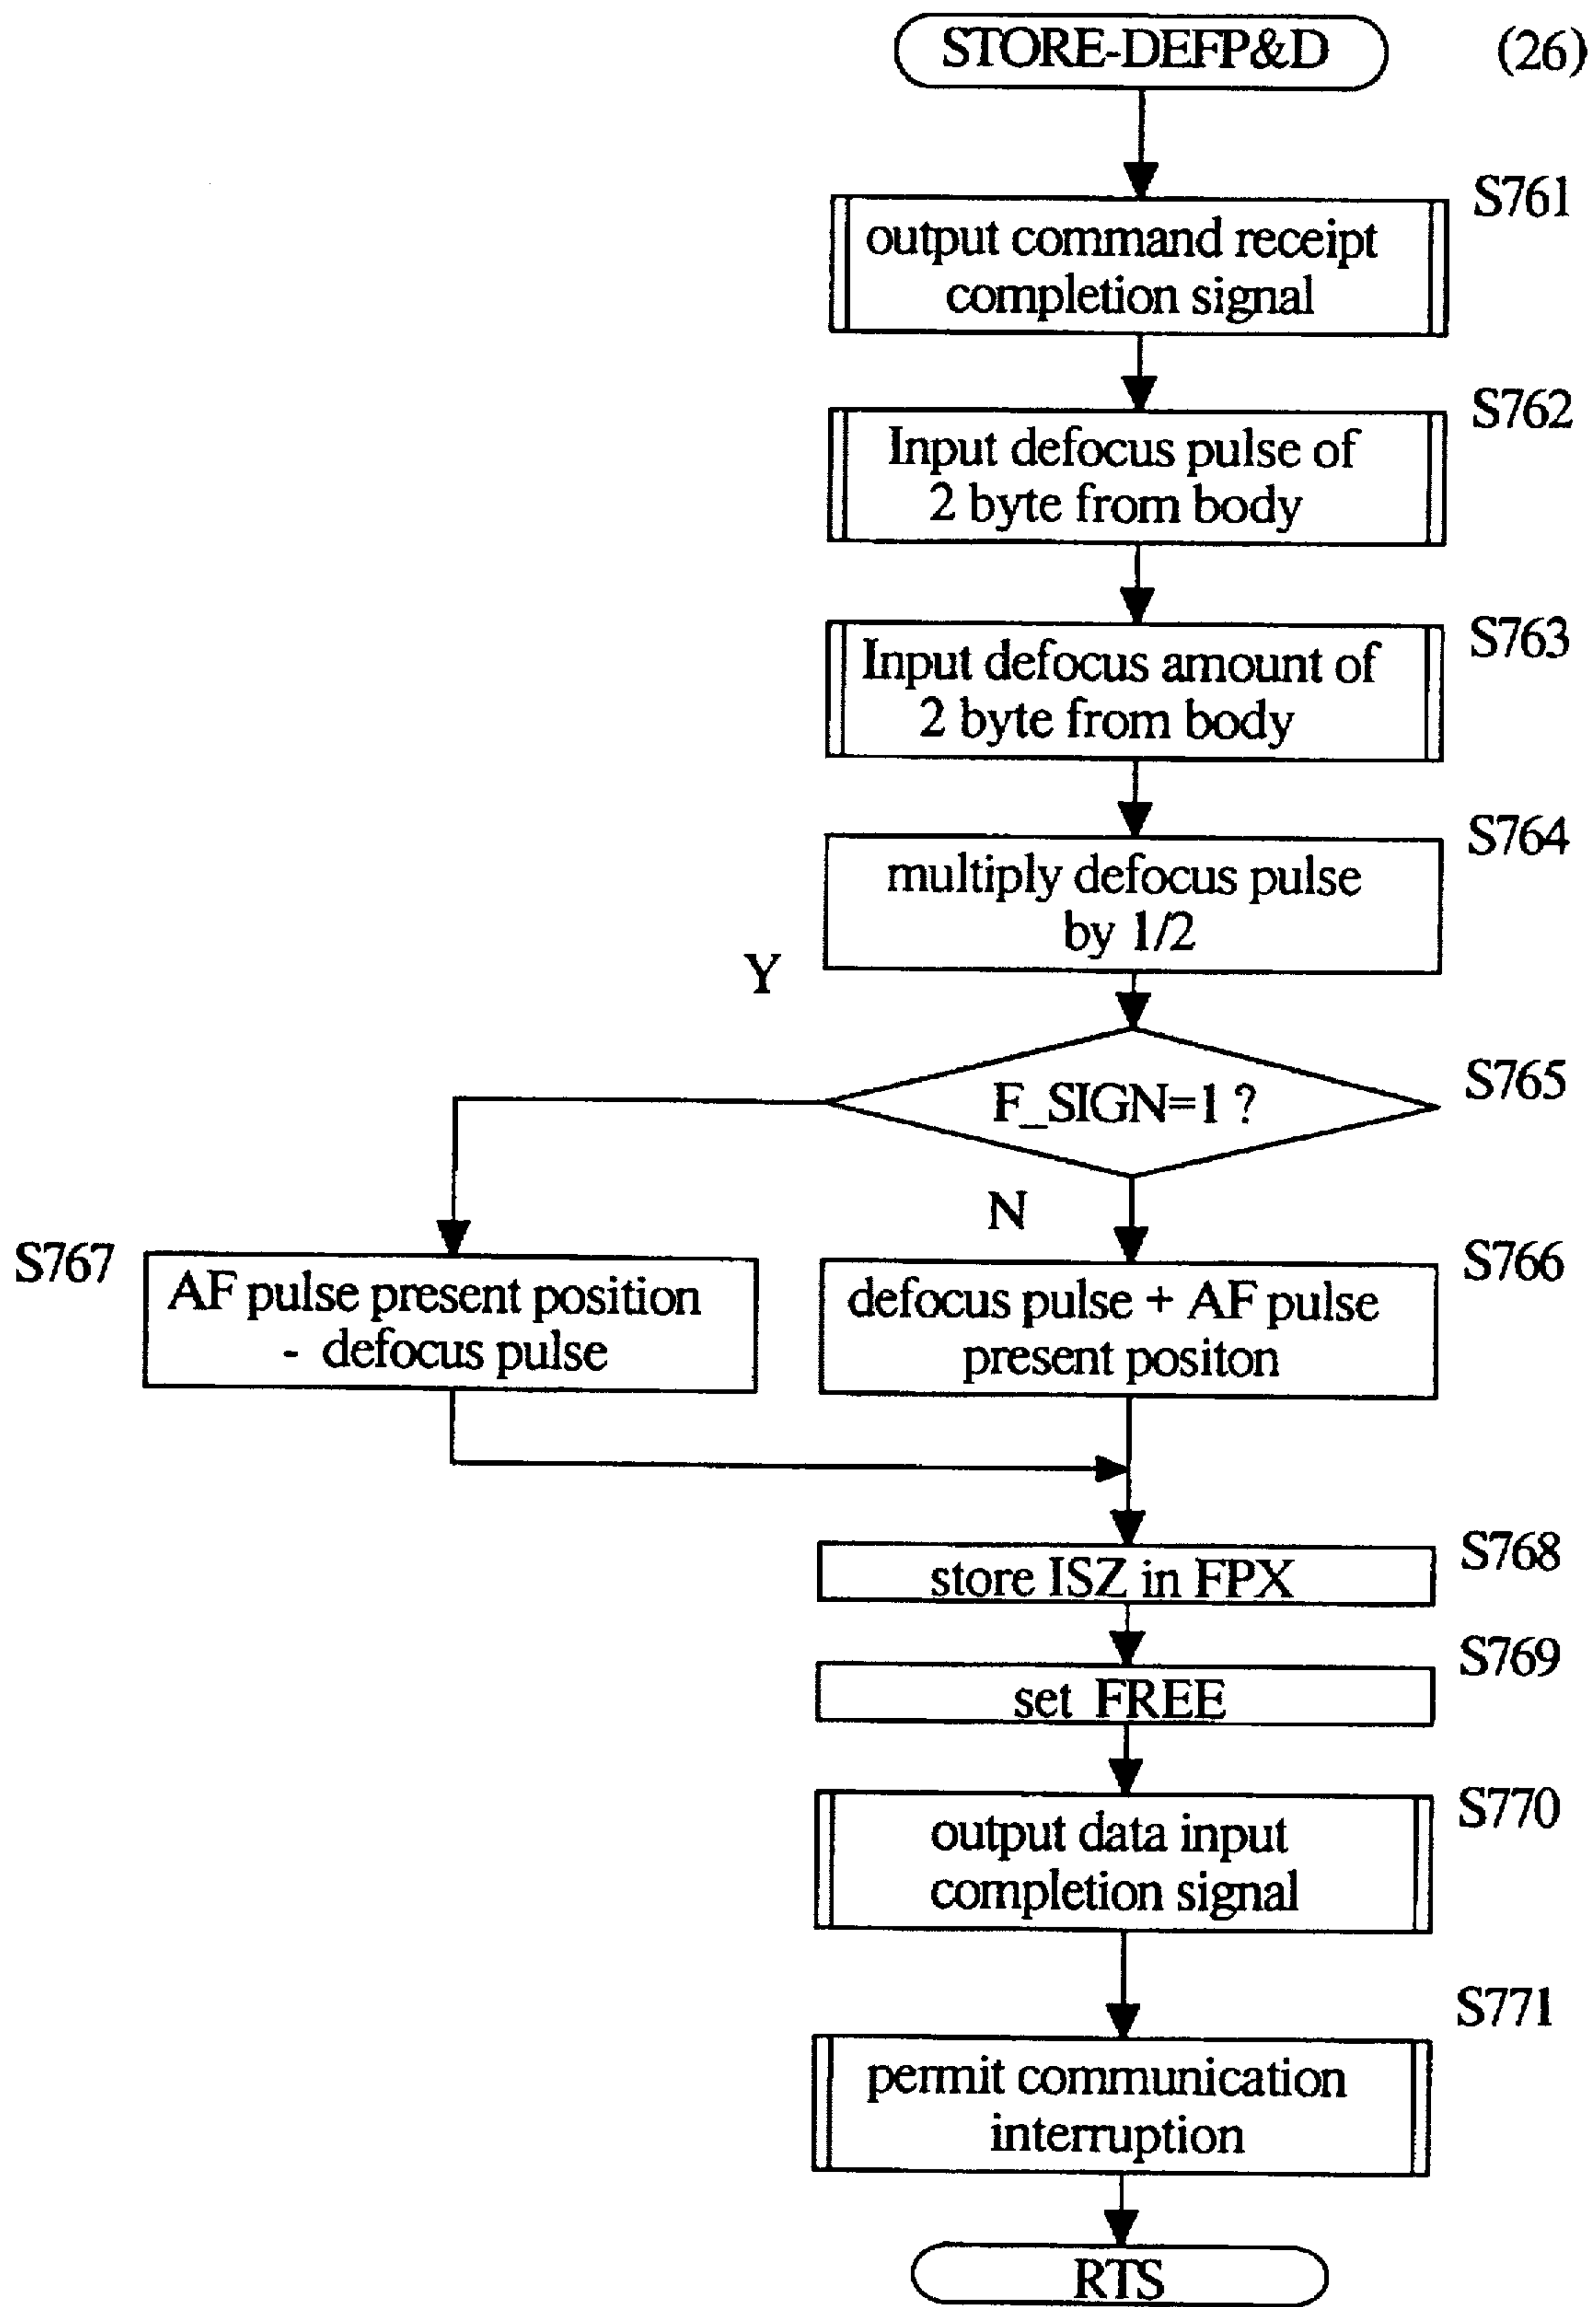 STORE-DEFP&D
(26)
S761
output command receipt
completion signal
S762
Input defocus pulse of
2 byte from body
S763
Input defocus amount of
2 byte from body
S764
multiply defocus pulse
by 1/2
Y
S765
F_SIGN=1 ?
N
S767
AF pulse present position
- defocus pulse
S766
defocus pulse + AF pulse
present positon
S768
store ISZ in FPX
S769
set FREE
S770
output data input
completion signal
S771
permit communication
interruption
RTS